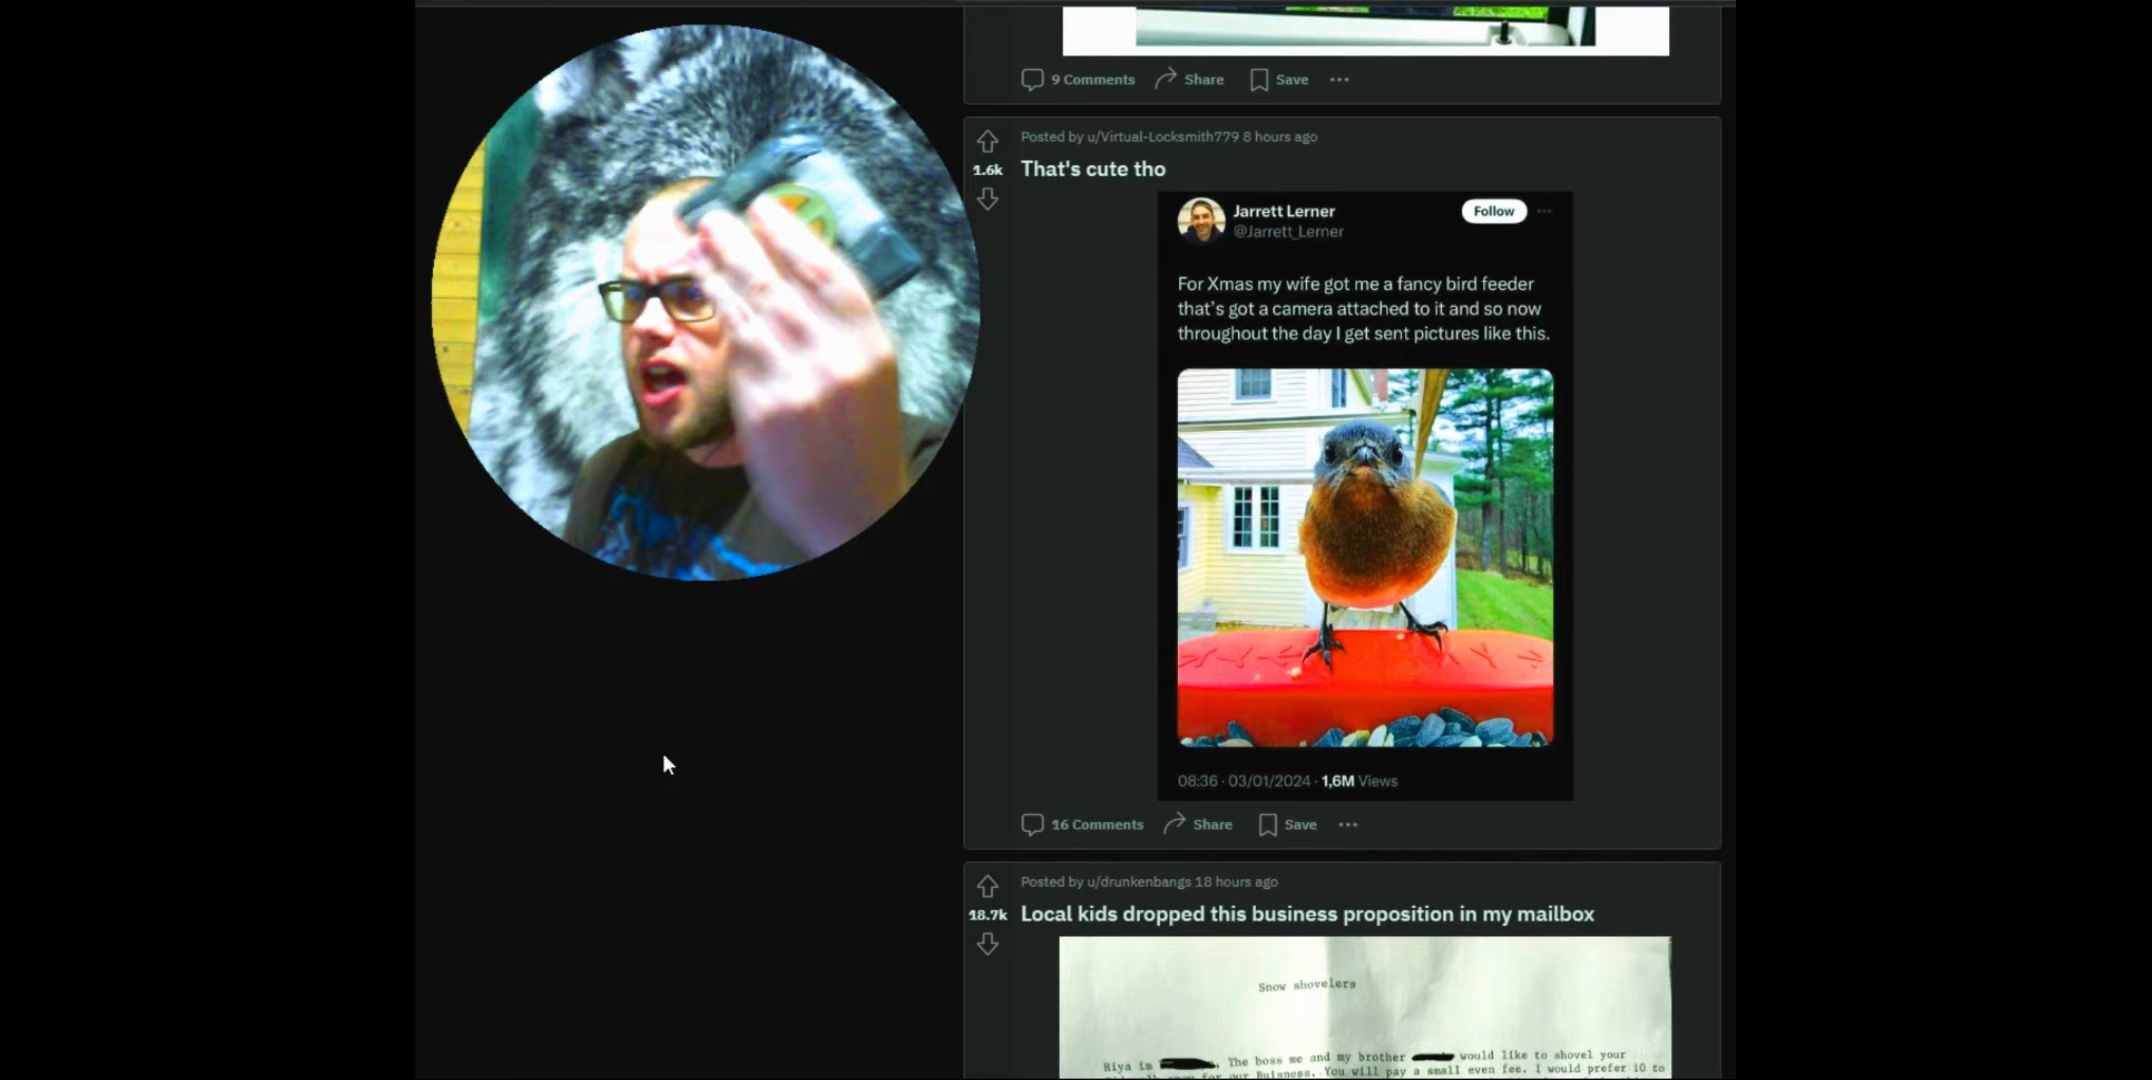 9 Comments Share Save
Posted by u/Virtual-Locksmith779 8 hours ago
1.6k That's cute tho
Jarrett Lerner
@Jarrett_Lerner
Follow
For Xmas my wife got me a fancy bird feeder
that's got a camera attached to it and so now
throughout the day I get sent pictures like this.
08:36 · 03/01/2024 · 1,6M Views
16 Comments Share Save
Posted by u/drunkenbangs 18 hours ago
18.7k Local kids dropped this business proposition in my mailbox
Snow shovelers
Hiya im The boss me and my brother would like to shovel your
for our Buisness. You will pay a small even fee. I would prefer 10 to